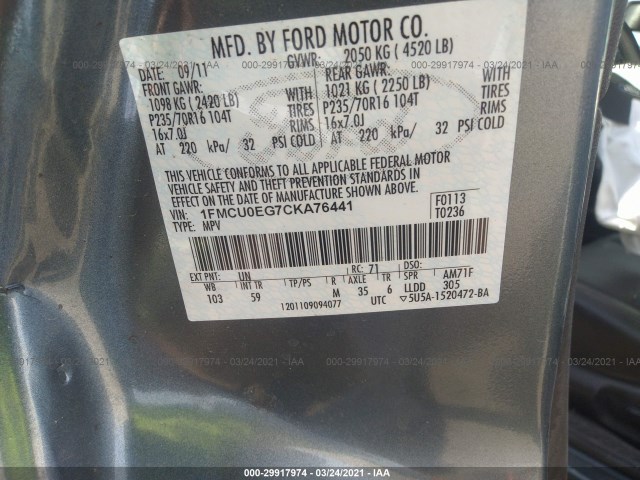 MFD. BY FORD MOTOR CO.
DATE: 09/11 GVWR: 2050 KG (4520 LB)
FRONT GAWR: REAR GAWR:
1098 KG (2420 LB) WITH 1021 KG (2250 LB) WITH
P235/70R16 104T TIRES P235/70R16 104T TIRES
16x7.0J RIMS 16x7.0J RIMS
AT 220 kPa/ 32 PSI COLD AT 220 kPa/ 32 PSI COLD
THIS VEHICLE CONFORMS TO ALL APPLICABLE FEDERAL MOTOR
VEHICLE SAFETY AND THEFT PREVENTION STANDARDS IN
EFFECT ON THE DATE OF MANUFACTURE SHOWN ABOVE.
VIN: 1FMCU0EG7CKA76441 F0113
TYPE: MPV T0236
EXT PNT: UN RC: 71 DSO:
WB INT TR TP/PS R AXLE TR SPR AM71F
103 59 M 35 6 LLDD 305
1201109094077 UTC 5U5A-1520472-BA
000-29917974 - 03/24/2021 - IAA